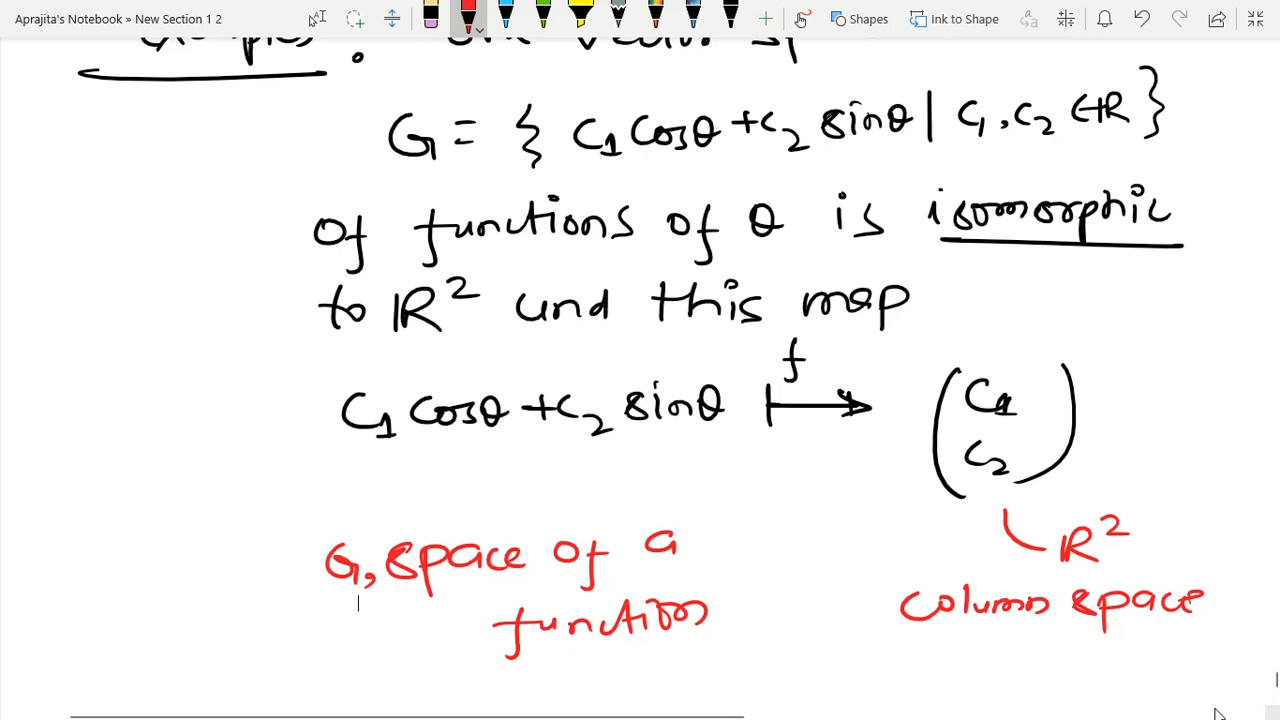 Aprajita's Notebook » New Section 1 2
Shapes
Ink to Shape
Examples : vector
G = { C1 Cosθ + C2 sinθ | C1, C2 ∈ R }
Of functions of θ is isomorphic
to R² und this map
C1 Cosθ + C2 sinθ ↦ (C1
f
C2)
R²
G, space of a
function
column space